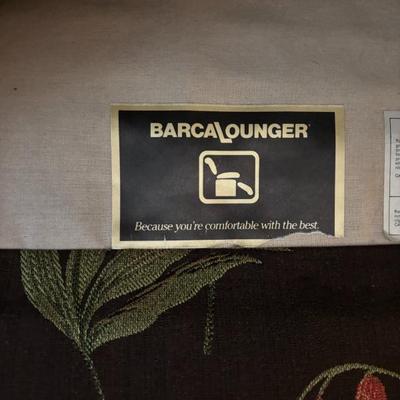 BARCALOUNGER
Because you're comfortable with the best.